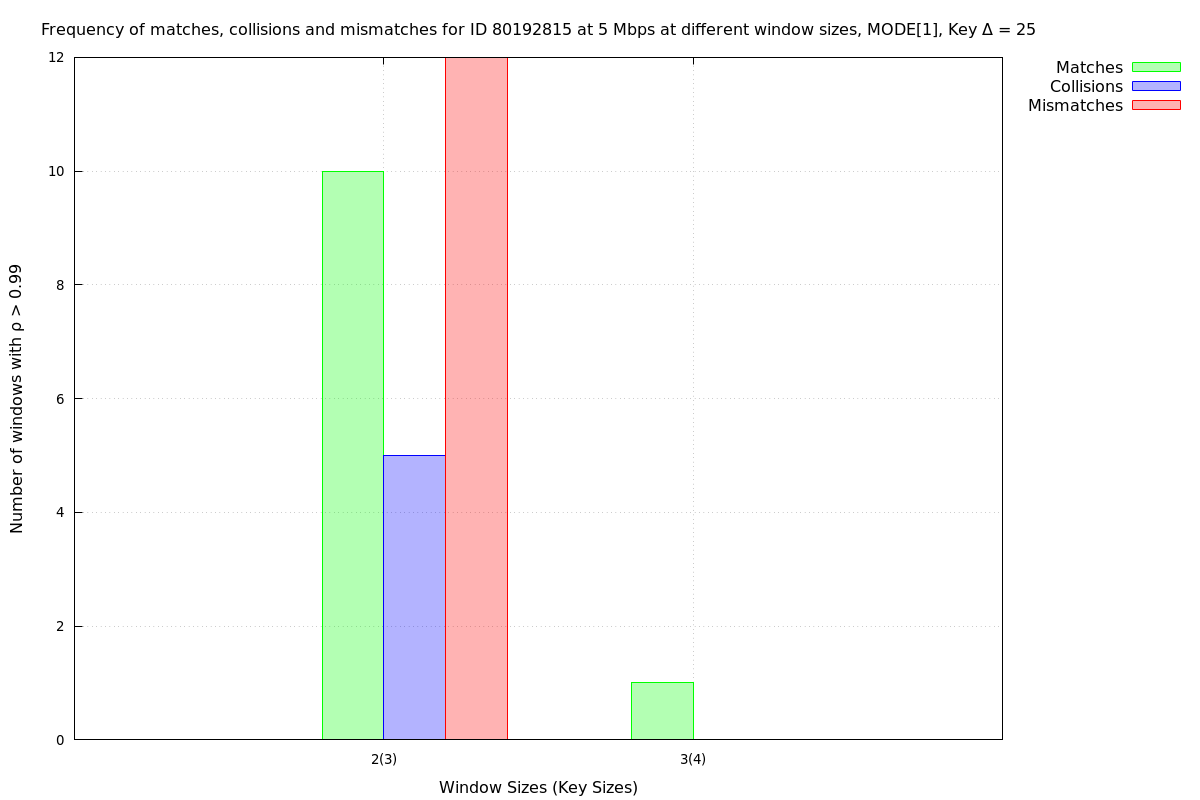 Frequency of matches, collisions and mismatches for ID 80192815 at 5 Mbps at different window sizes, MODE[1], Key Δ = 25
Matches
Collisions
Mismatches
Number of windows with ρ > 0.99
12
10
8
6
4
2
0
2(3)
3(4)
Window Sizes (Key Sizes)